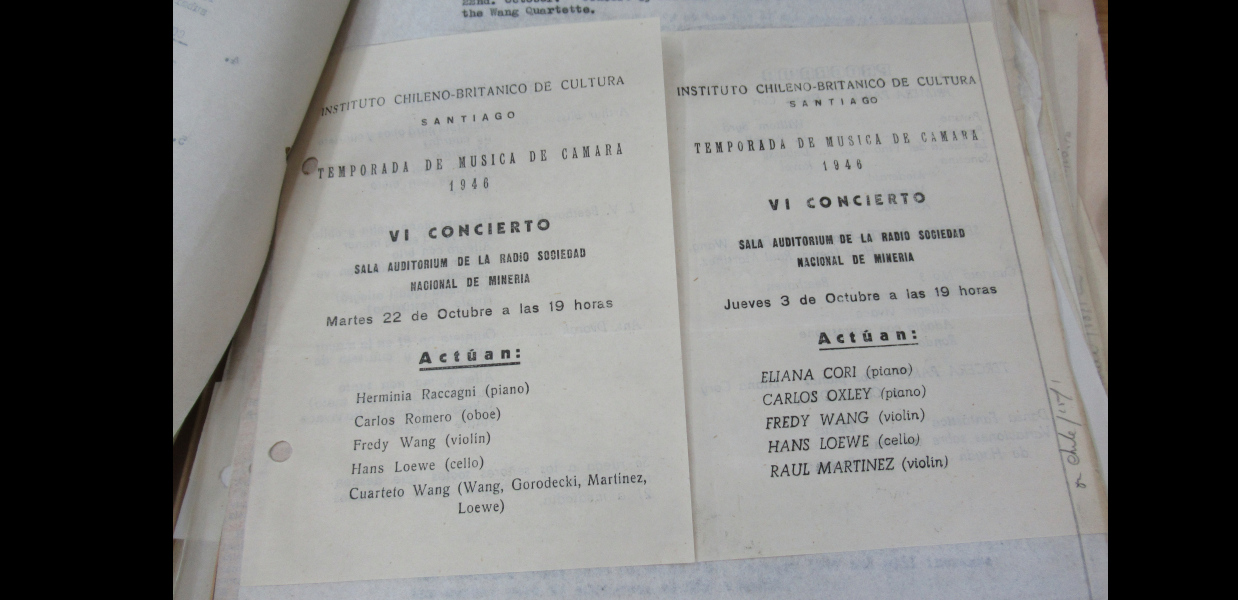 the Wang Quartette.
INSTITUTO CHILENO-BRITANICO DE CULTURA
SANTIAGO
TEMPORADA DE MUSICA DE CAMARA
1946
VI CONCIERTO
SALA AUDITORIUM DE LA RADIO SOCIEDAD
NACIONAL DE MINERIA
Martes 22 de Octubre a las 19 horas
Actúan:
Herminia Raccagni (piano)
Carlos Romero (oboe)
Fredy Wang (violin)
Hans Loewe (cello)
Cuarteto Wang (Wang, Gorodecki, Martinez,
Loewe)
INSTITUTO CHILENO-BRITANICO DE CULTURA
SANTIAGO
TEMPORADA DE MUSICA DE CAMARA
1946
VI CONCIERTO
SALA AUDITORIUM DE LA RADIO SOCIEDAD
NACIONAL DE MINERIA
Jueves 3 de Octubre a las 19 horas
Actúan:
ELIANA CORI (piano)
CARLOS OXLEY (piano)
FREDY WANG (violin)
HANS LOEWE (cello)
RAUL MARTINEZ (violin)